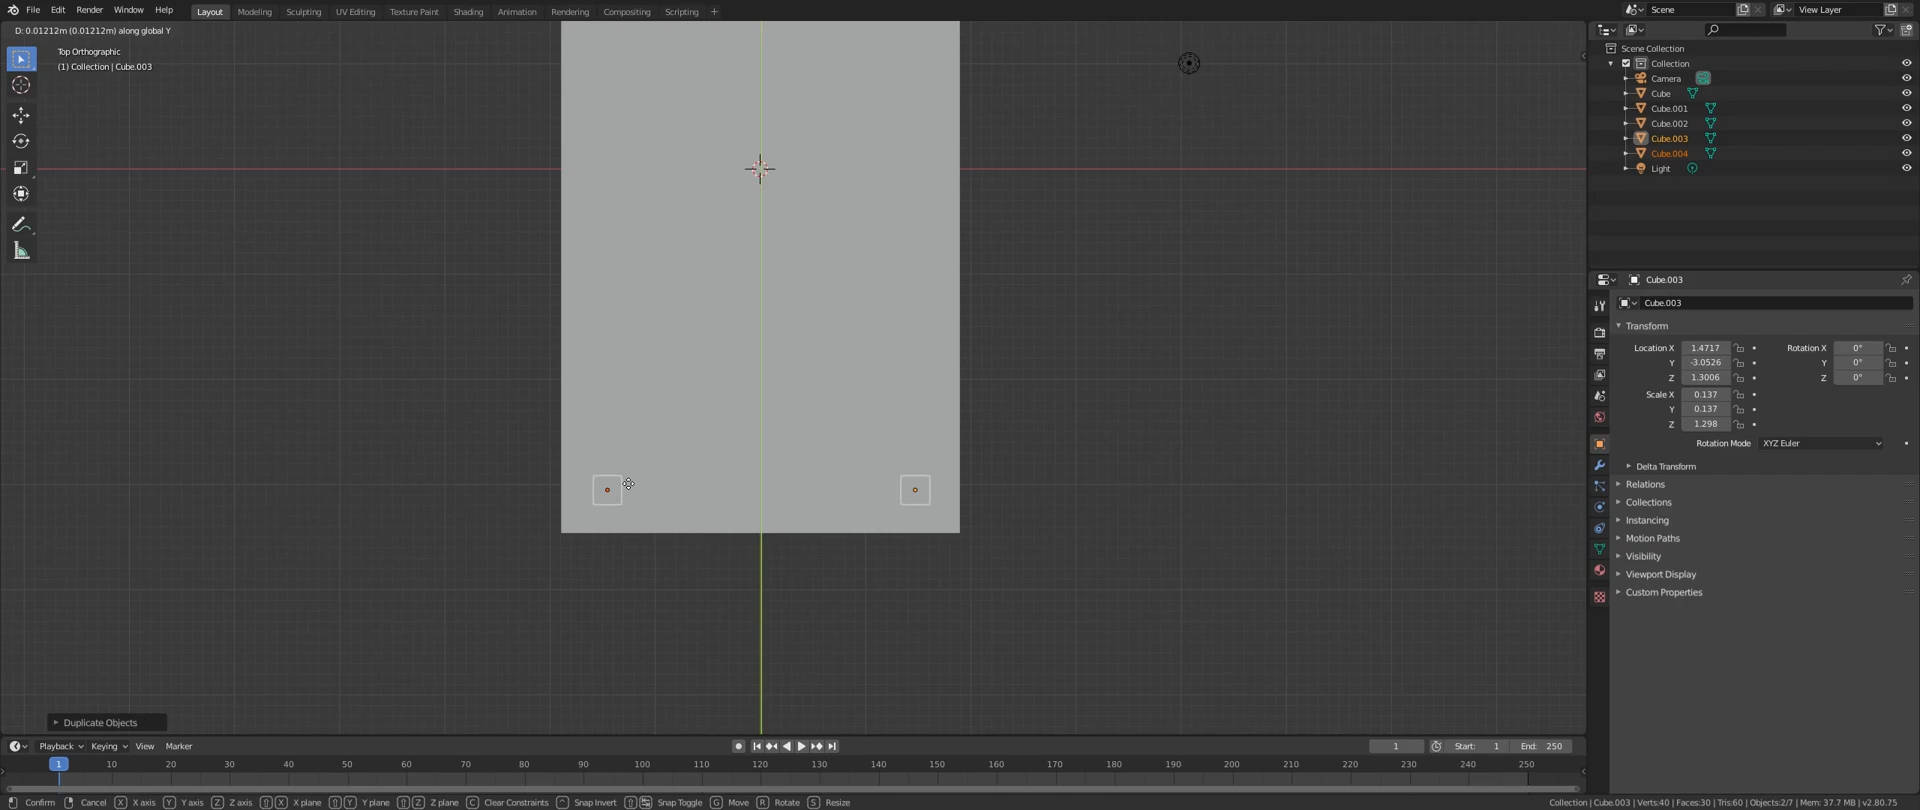 File Edit Render Window Help Layout Modeling Sculpting UV Editing Texture Paint Shading Animation Rendering Compositing Scripting + Scene View Layer
D: 0.01212m (0.01212m) along global Y
Top Orthographic
(1) Collection | Cube.003
Scene Collection
Collection
Camera
Cube
Cube.001
Cube.002
Cube.003
Cube.004
Light
Cube.003
Cube.003
Transform
Location X 1.4717 Rotation X 0°
Y -3.0526 Y 0°
Z 1.3006 Z 0°
Scale X 0.137
Y 0.137
Z 1.298
Rotation Mode XYZ Euler
Delta Transform
Relations
Collections
Instancing
Motion Paths
Visibility
Viewport Display
Custom Properties
Duplicate Objects
Playback Keying View Marker 1 Start: 1 End: 250
1 10 20 30 40 50 60 70 80 90 100 110 120 130 140 150 160 170 180 190 200 210 220 230 240 250
Confirm Cancel X X axis Y Y axis Z Z axis X X plane Y Y plane Z Z plane C Clear Constraints Snap Invert Snap Toggle G Move R Rotate S Resize Collection | Cube.003 | Verts:40 | Faces:30 | Tris:60 | Objects:2/7 | Mem: 37.7 MB | v2.80.75